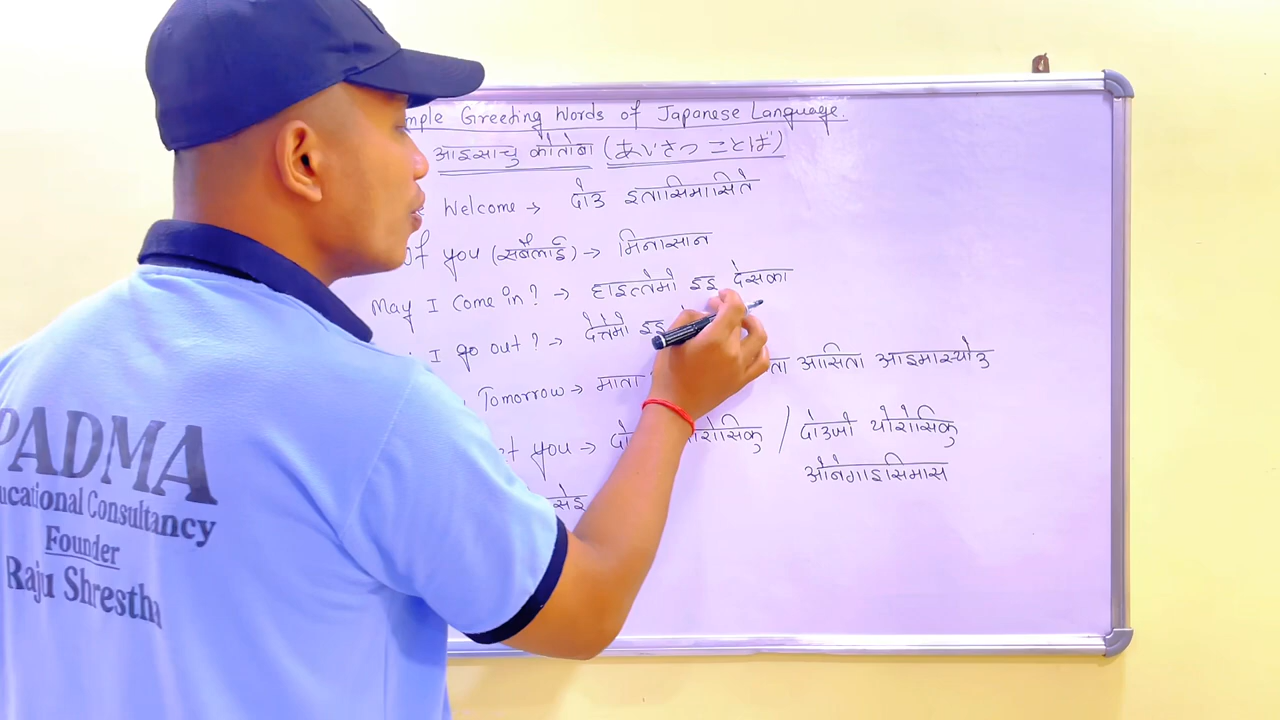 mple Greeting Words of Japanese Language.
आइसाचु कोतोबा (あいさつ ことば)
Welcome → दोउ इतासिमासिते
of you (सबैलाई) → मिनासान
May I Come in? → हाइत्तेमो इइ देसका
I go out? → देत्तेमो इइ
Tomorrow → माता आसिता आइमास्योउ
you → योरोसिकु / दोउजो योरोसिकु
ओनेगाइसिमास
सेइ
PADMA
ucational Consultancy
Founder
Raju Shrestha